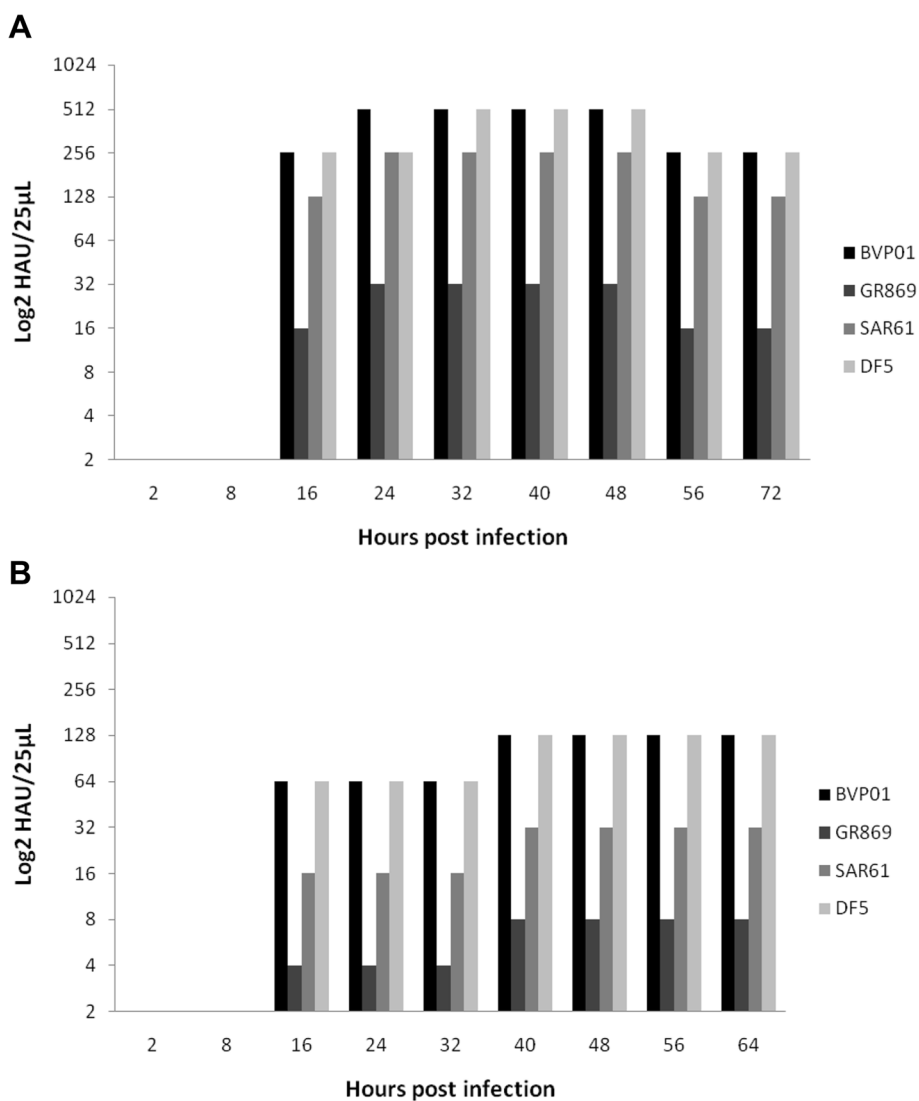 A
1024
512
256
128
64
32
16
8
4
2
Log2 HAU/25µL
2 8 16 24 32 40 48 56 72
Hours post infection
BVP01
GR869
SAR61
DF5
B
1024
512
256
128
64
32
16
8
4
2
Log2 HAU/25µL
2 8 16 24 32 40 48 56 64
Hours post infection
BVP01
GR869
SAR61
DF5